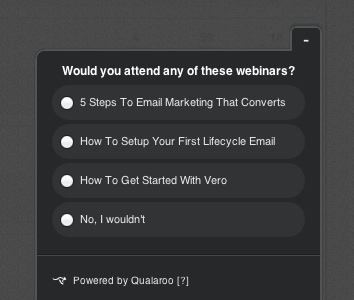 -
Would you attend any of these webinars?
5 Steps To Email Marketing That Converts
How To Setup Your First Lifecycle Email
How To Get Started With Vero
No, I wouldn't
Powered by Qualaroo [?]